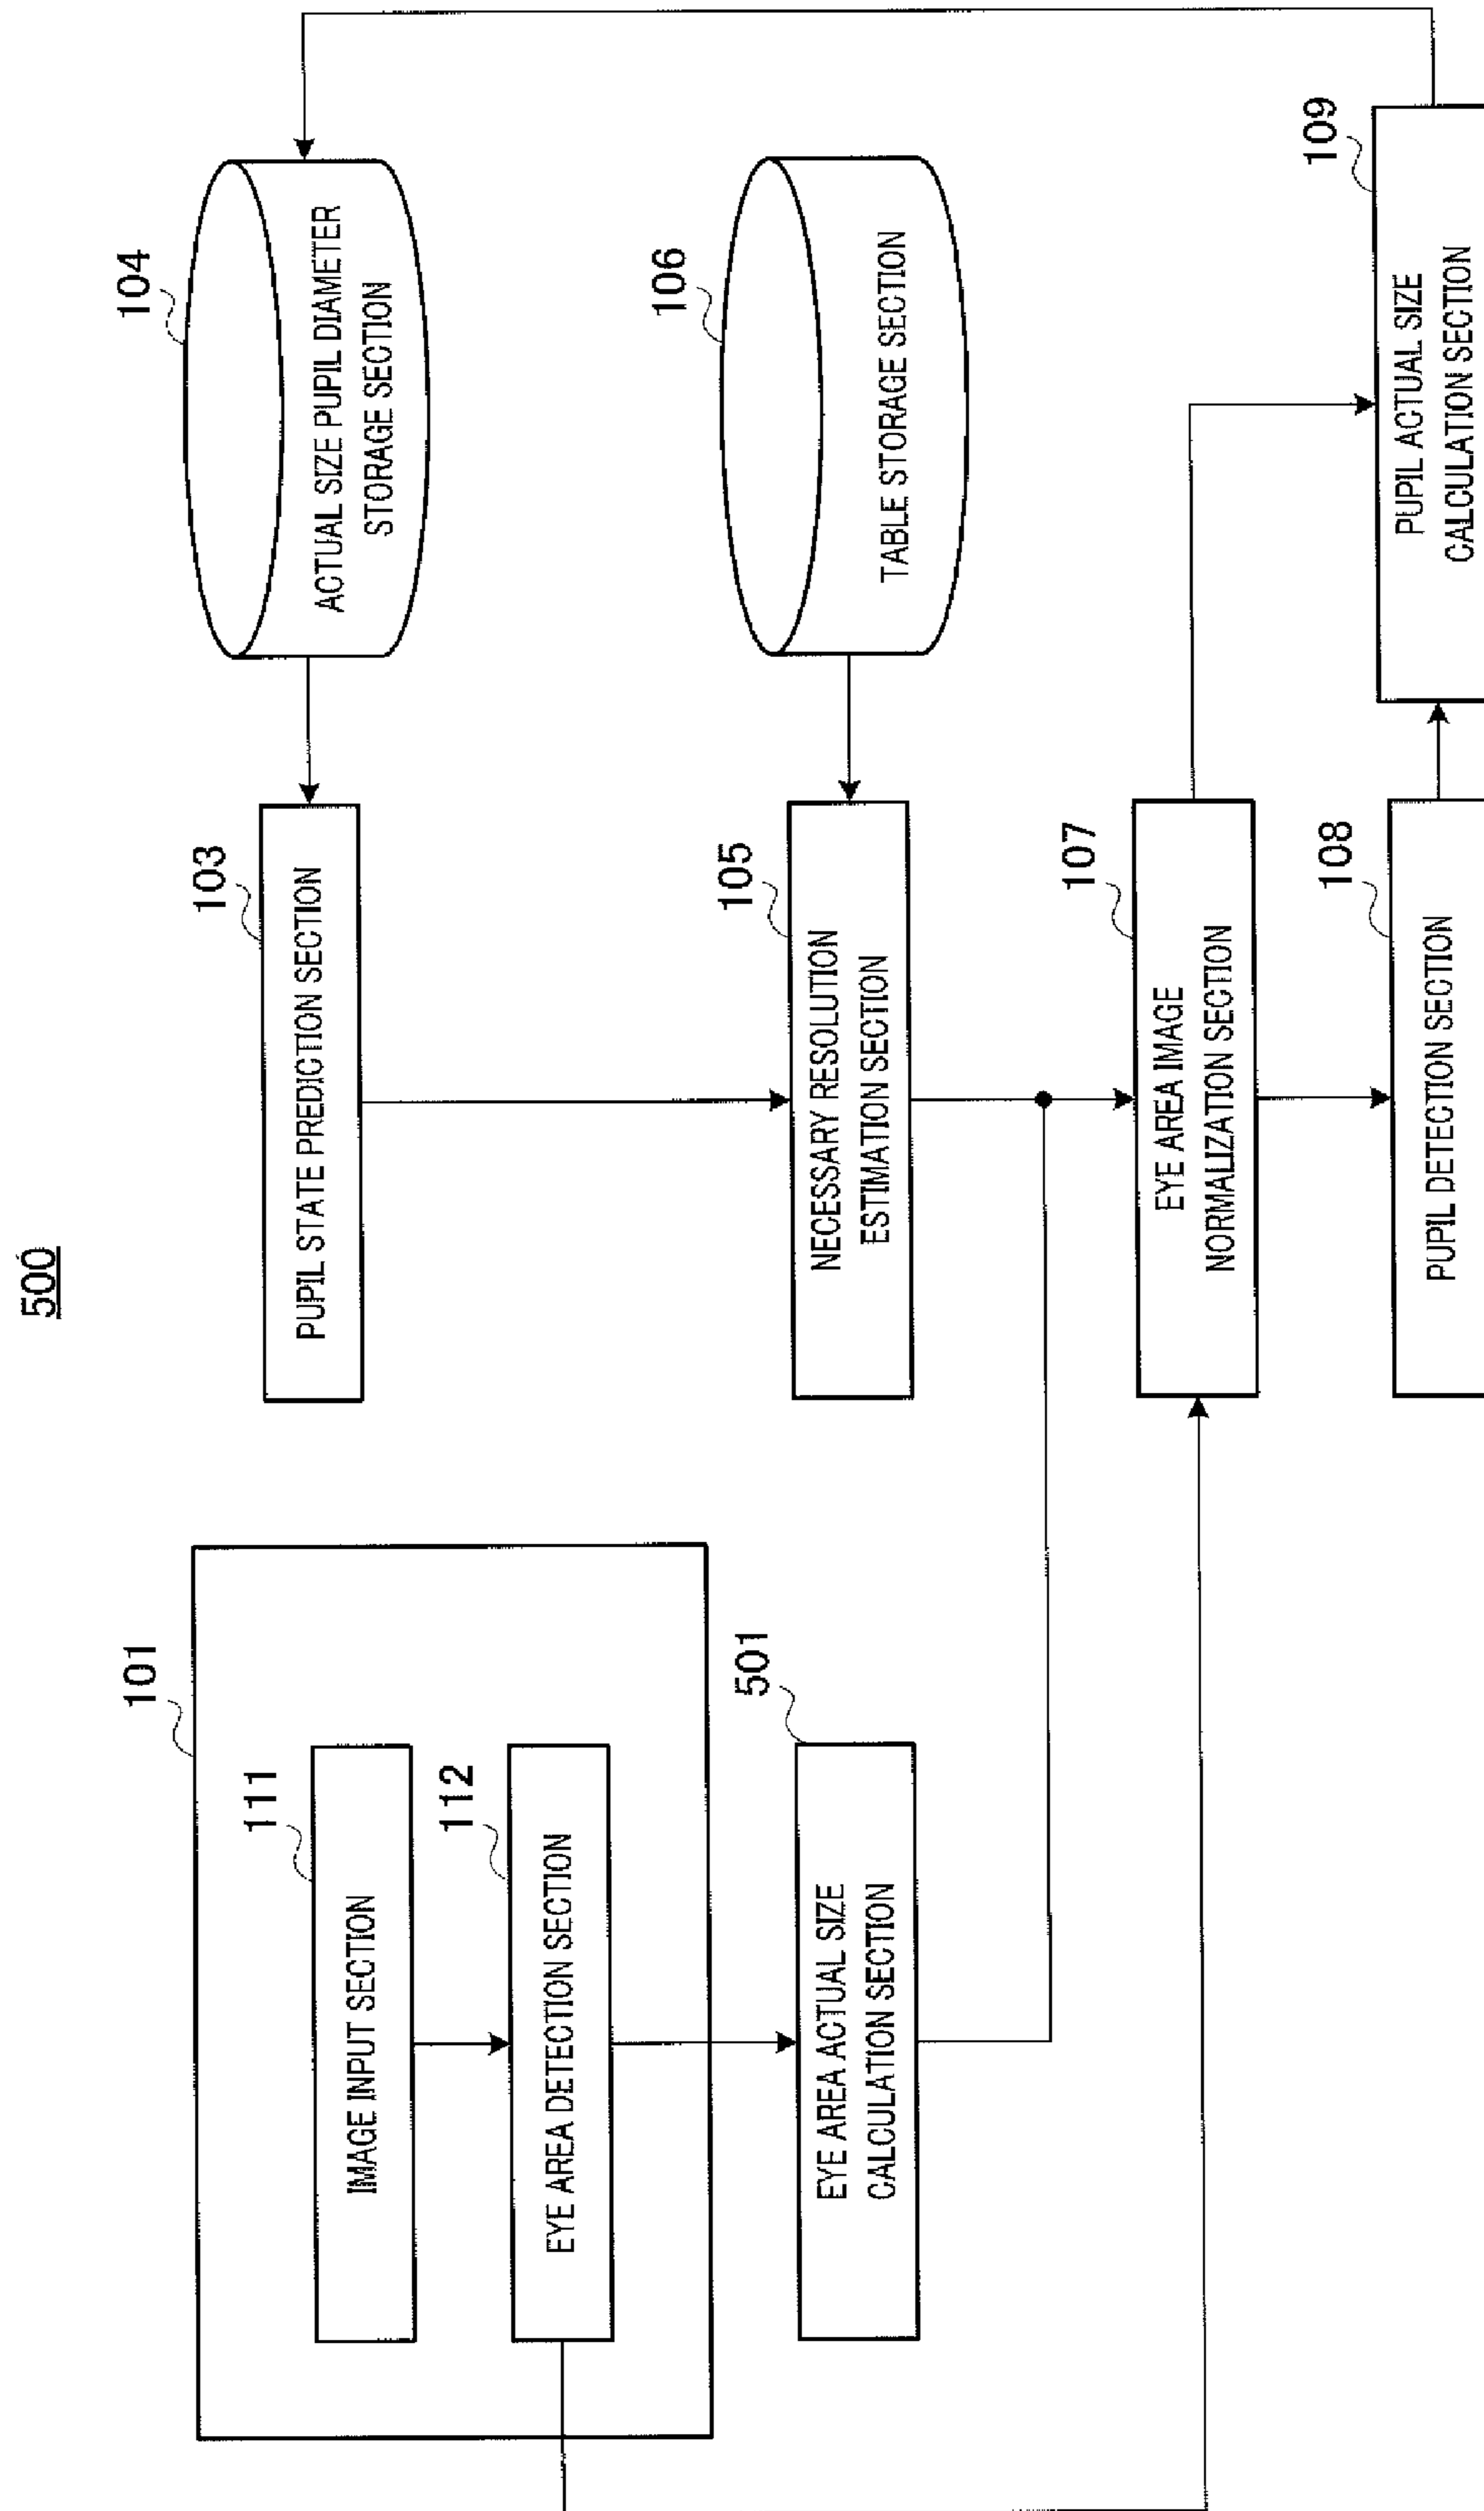 500
101
111
IMAGE INPUT SECTION
112
EYE AREA DETECTION SECTION
501
EYE AREA ACTUAL SIZE
CALCULATION SECTION
103
PUPIL STATE PREDICTION SECTION
104
ACTUAL SIZE PUPIL DIAMETER
STORAGE SECTION
105
NECESSARY RESOLUTION
ESTIMATION SECTION
106
TABLE STORAGE SECTION
107
EYE AREA IMAGE
NORMALIZATION SECTION
108
PUPIL DETECTION SECTION
109
PUPIL ACTUAL SIZE
CALCULATION SECTION